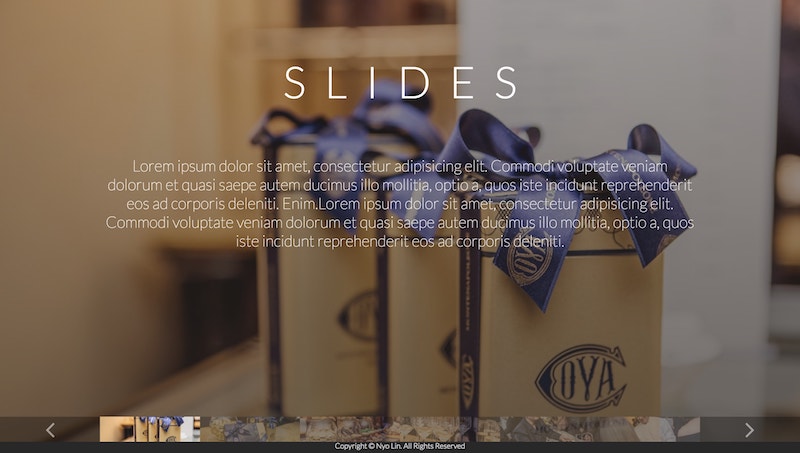 SLIDES
Lorem ipsum dolor sit amet, consectetur adipisicing elit. Commodi voluptate veniam
dolorum et quasi saepe autem ducimus illo mollitia, optio a, quos iste incidunt reprehenderit
eos ad corporis deleniti. Enim.Lorem ipsum dolor sit amet, consectetur adipisicing elit.
Commodi voluptate veniam dolorum et quasi saepe autem ducimus illo mollitia, optio a, quos
iste incidunt reprehenderit eos ad corporis deleniti.
COYA
COYA
Copyright © Nyo Lin. All Rights Reserved